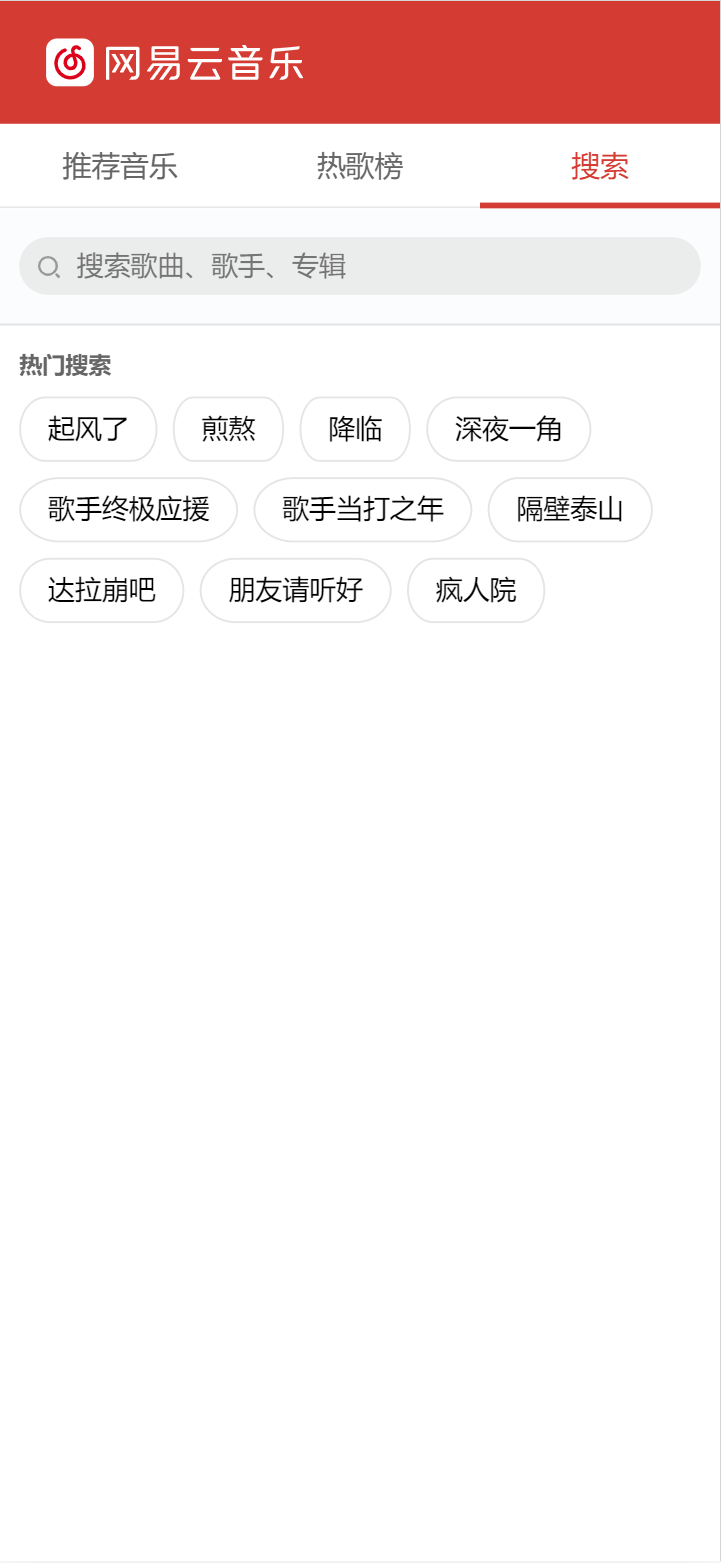 网易云音乐
推荐音乐 热歌榜 搜索
搜索歌曲、歌手、专辑
热门搜索
起风了 煎熬 降临 深夜一角
歌手终极应援 歌手当打之年 隔壁泰山
达拉崩吧 朋友请听好 疯人院